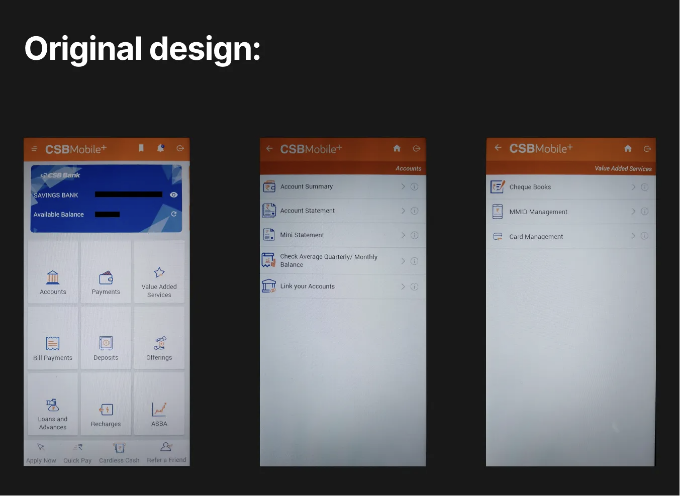 Original design:
CSBMobile+
CSB Bank
SAVINGS BANK
Available Balance
Accounts
Payments
Value Added
Services
Bill Payments
Deposits
Offerings
Loans and
Advances
Recharges
ASBA
Apply Now
Quick Pay
Cardless Cash
Refer a Friend
CSBMobile+
Accounts
Account Summary
Account Statement
Mini Statement
Check Average Quarterly/ Monthly
Balance
Link your Accounts
CSBMobile+
Value Added Services
Cheque Books
MMID Management
Card Management